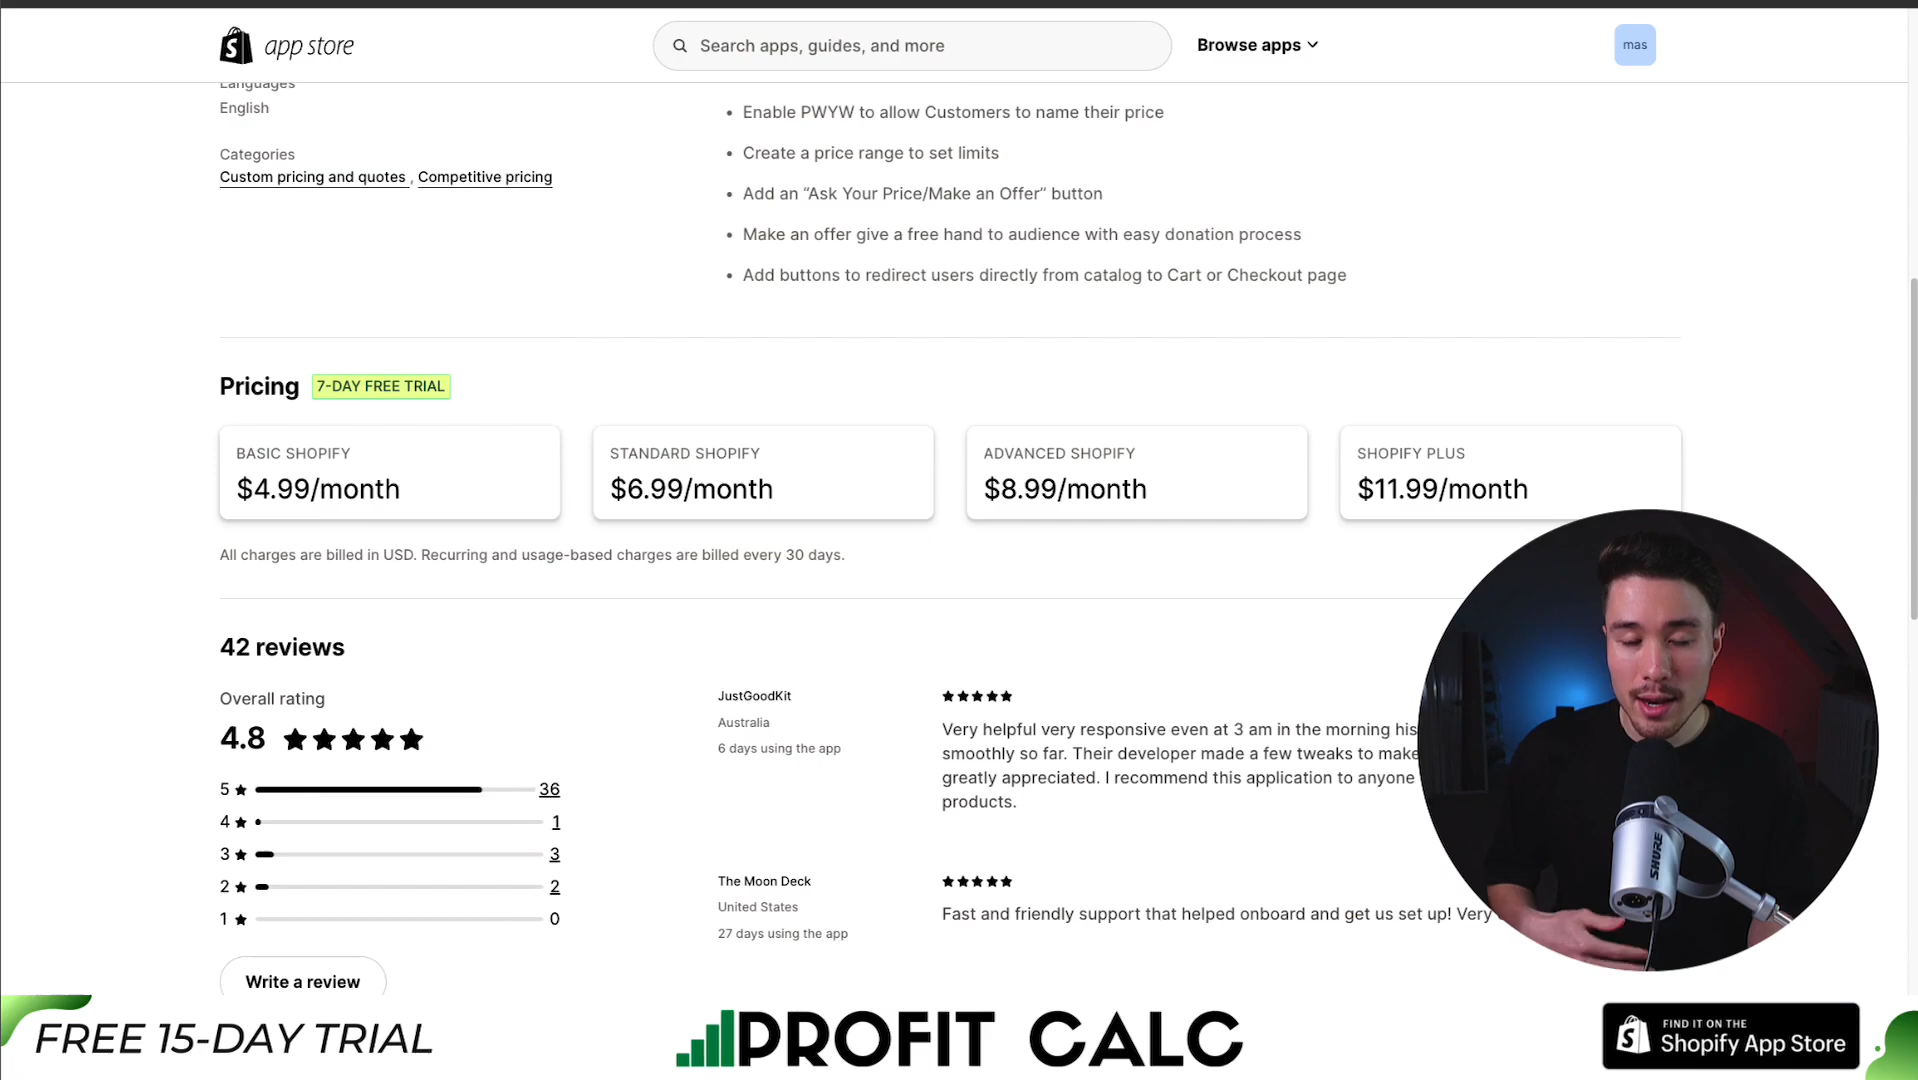 app store
Search apps, guides, and more
Browse apps
mas
Languages
English
Categories
Custom pricing and quotes , Competitive pricing
• Enable PWYW to allow Customers to name their price
• Create a price range to set limits
• Add an “Ask Your Price/Make an Offer” button
• Make an offer give a free hand to audience with easy donation process
• Add buttons to redirect users directly from catalog to Cart or Checkout page
Pricing
7-DAY FREE TRIAL
BASIC SHOPIFY
$4.99/month
STANDARD SHOPIFY
$6.99/month
ADVANCED SHOPIFY
$8.99/month
SHOPIFY PLUS
$11.99/month
All charges are billed in USD. Recurring and usage-based charges are billed every 30 days.
42 reviews
Overall rating
4.8
5 36
4 1
3 3
2 2
1 0
Write a review
JustGoodKit
Australia
6 days using the app
Very helpful very responsive even at 3 am in the morning his
smoothly so far. Their developer made a few tweaks to make
greatly appreciated. I recommend this application to anyone
products.
The Moon Deck
United States
27 days using the app
Fast and friendly support that helped onboard and get us set up! Very
SHURE
FREE 15-DAY TRIAL
PROFIT CALC
FIND IT ON THE
Shopify App Store